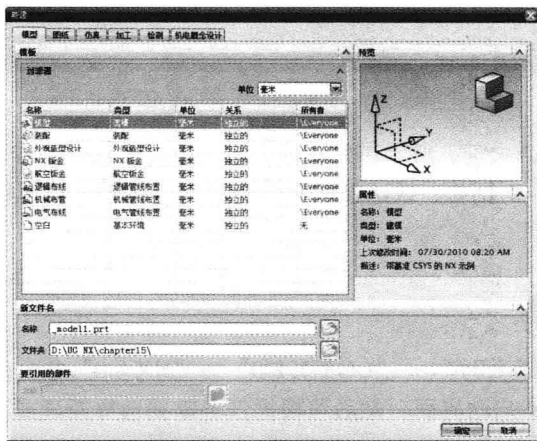 新建
模型 图纸 仿真 加工 检测 机电概念设计
模板
过滤器
单位 毫米
名称 类型 单位 关系 所有者
模型 建模 毫米 独立的 \Everyone
装配 装配 毫米 独立的 \Everyone
外观造型设计 外观造型设计 毫米 独立的 \Everyone
NX 钣金 NX 钣金 毫米 独立的 \Everyone
航空钣金 航空钣金 毫米 独立的 \Everyone
逻辑布线 逻辑管线布置 毫米 独立的 \Everyone
机械布管 机械管线布置 毫米 独立的 \Everyone
电气布线 电气管线布置 毫米 独立的 \Everyone
空白 基本环境 毫米 独立的 无
预览
Z
Y
X
属性
名称: 模型
类型: 建模
单位: 毫米
上次修改时间: 07/30/2010 08:20 AM
描述: 带基准 CSYS 的 NX 示例
新文件名
名称 _model1.prt
文件夹 D:\UG NX\chapter15\
要引用的部件
确定 取消